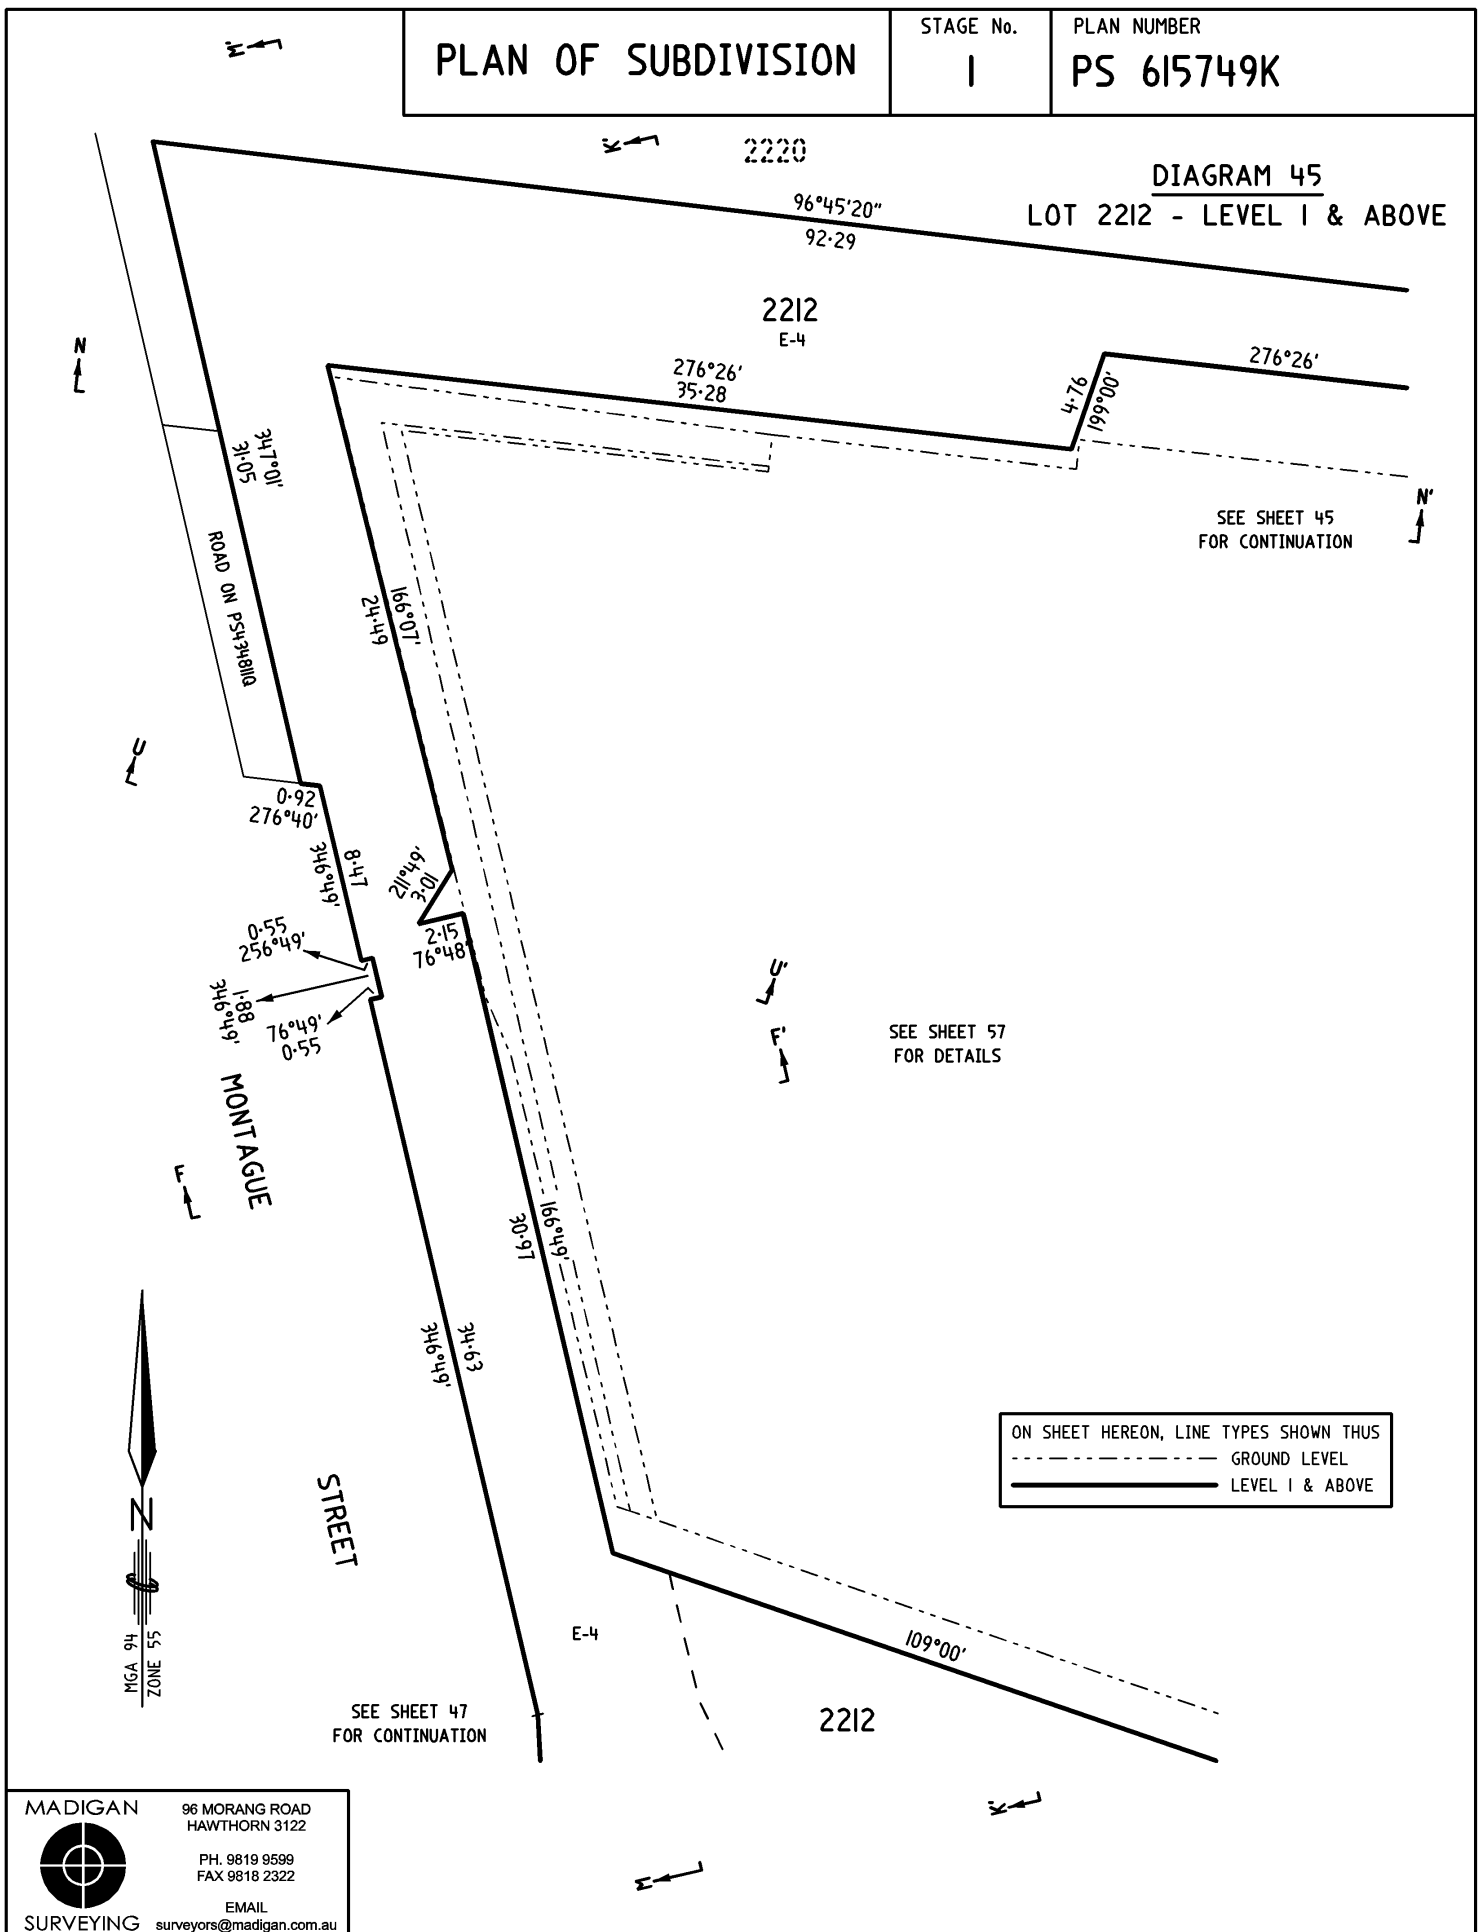 PLAN OF SUBDIVISION
STAGE No.
1
PLAN NUMBER
PS 615749K
M'
K'
2220
DIAGRAM 45
LOT 2212 - LEVEL 1 & ABOVE
96°45'20"
92·29
2212
E-4
N
276°26'
35·28
4·76
199°00'
276°26'
347°01'
31·05
N'
SEE SHEET 45
FOR CONTINUATION
ROAD ON PS434811Q
166°07'
24·49
U
0·92
276°40'
8·47
346°49'
211°49'
3·01
0·55
256°49'
2·15
76°48'
1·88
346°49'
76°49'
0·55
U'
F'
SEE SHEET 57
FOR DETAILS
MONTAGUE
F
166°49'
30·97
34·63
346°49'
ON SHEET HEREON, LINE TYPES SHOWN THUS
GROUND LEVEL
LEVEL 1 & ABOVE
STREET
N
MGA 94
ZONE 55
E-4
109°00'
SEE SHEET 47
FOR CONTINUATION
2212
K
M
MADIGAN
SURVEYING
96 MORANG ROAD
HAWTHORN 3122
PH. 9819 9599
FAX 9818 2322
EMAIL
surveyors@madigan.com.au